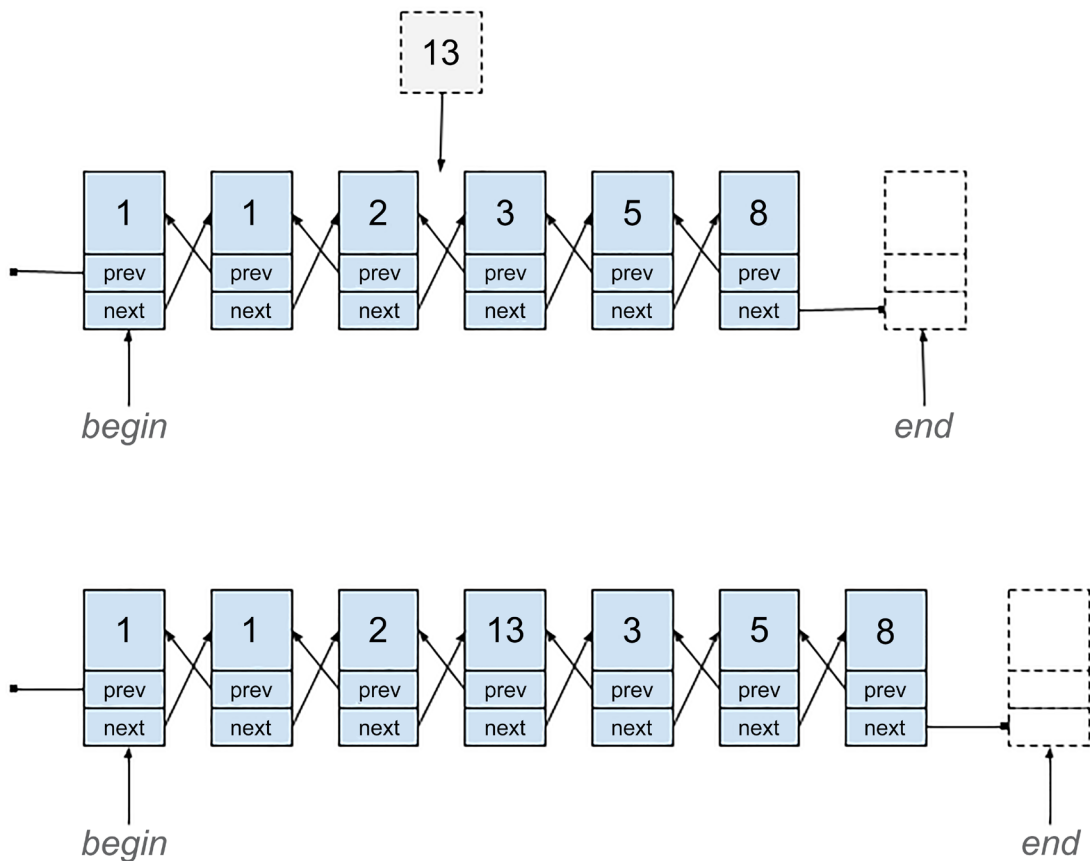 13
1 1 2 3 5 8
prev prev prev prev prev prev
next next next next next next
begin end
1 1 2 13 3 5 8
prev prev prev prev prev prev prev
next next next next next next next
begin end